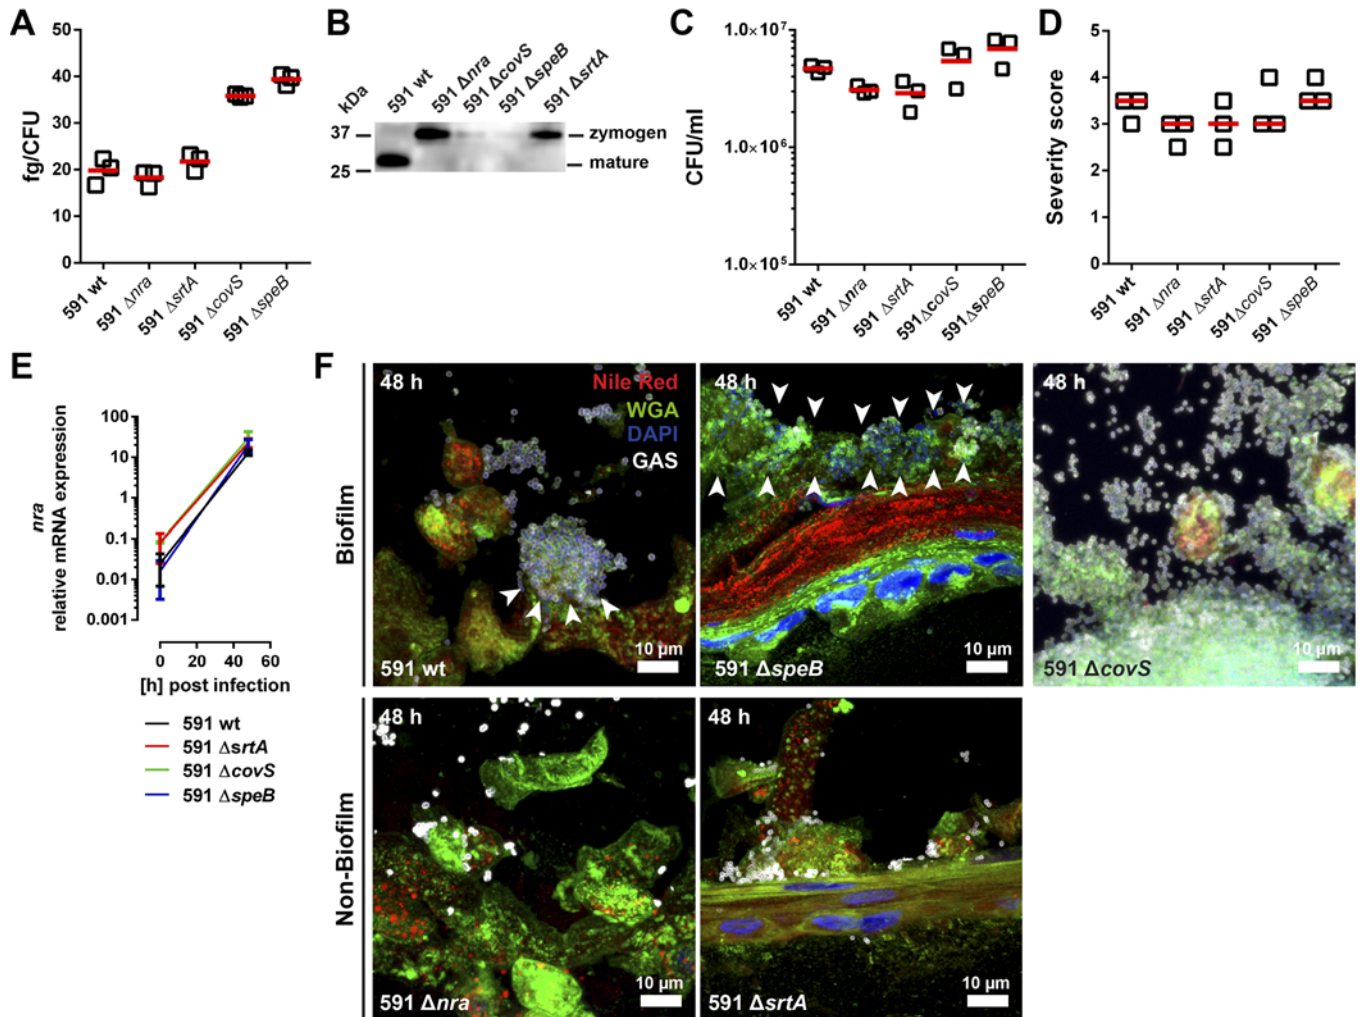 A
50
40
30
20
10
0
fg/CFU
591 wt
591 Δnra
591 ΔsrtA
591 ΔcovS
591 ΔspeB
B
kDa
591 wt
591 Δnra
591 ΔcovS
591 ΔspeB
591 ΔsrtA
37
25
zymogen
mature
C
1.0×10⁷
1.0×10⁶
1.0×10⁵
CFU/ml
591 wt
591 Δnra
591 ΔsrtA
591 ΔcovS
591 ΔspeB
D
5
4
3
2
1
0
Severity score
591 wt
591 Δnra
591 ΔsrtA
591 ΔcovS
591 ΔspeB
E
nra
relative mRNA expression
100
10
1
0.1
0.01
0.001
0 20 40 60
[h] post infection
591 wt
591 ΔsrtA
591 ΔcovS
591 ΔspeB
F
Biofilm
48 h
Nile Red
WGA
DAPI
GAS
10 µm
591 wt
48 h
10 µm
591 ΔspeB
48 h
10 µm
591 ΔcovS
Non-Biofilm
48 h
10 µm
591 Δnra
48 h
10 µm
591 ΔsrtA